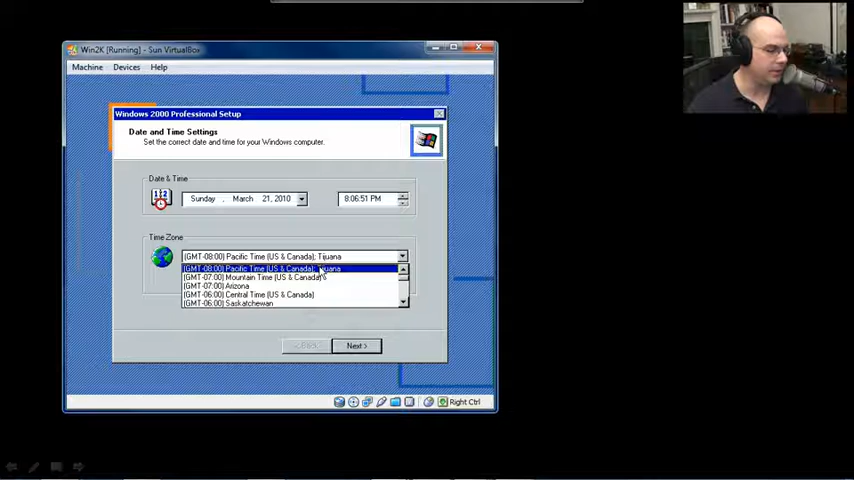 Win2K [Running] - Sun VirtualBox
Machine Devices Help
Windows 2000 Professional Setup
Date and Time Settings
Set the correct date and time for your Windows computer.
Date & Time
Sunday , March 21, 2010
8:06:51 PM
Time Zone
(GMT-08:00) Pacific Time (US & Canada); Tijuana
(GMT-08:00) Pacific Time (US & Canada); Tijuana
(GMT-07:00) Mountain Time (US & Canada)
(GMT-07:00) Arizona
(GMT-06:00) Central Time (US & Canada)
(GMT-06:00) Saskatchewan
< Back
Next >
Right Ctrl